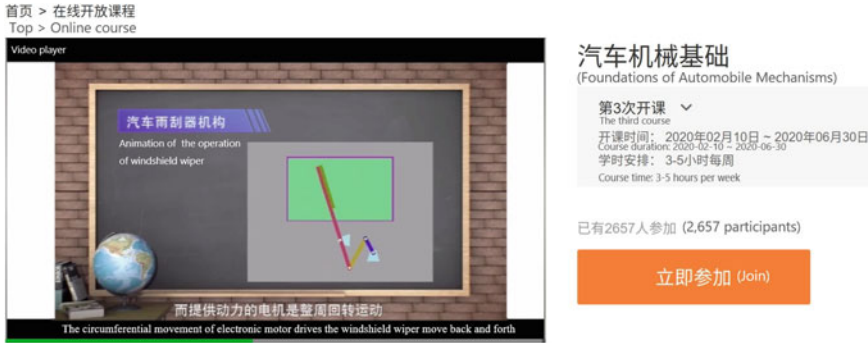 首页 > 在线开放课程
Top > Online course
Video player
汽车雨刮器机构
Animation of the operation
of windshield wiper
而提供动力的电机是整周回转运动
The circumferential movement of electronic motor drives the windshield wiper move back and forth
汽车机械基础
(Foundations of Automobile Mechanisms)
第3次开课
The third course
开课时间： 2020年02月10日 ~ 2020年06月30日
Course duration: 2020-02-10 ~ 2020-06-30
学时安排： 3-5小时每周
Course time: 3-5 hours per week
已有2657人参加 (2,657 participants)
立即参加 (Join)